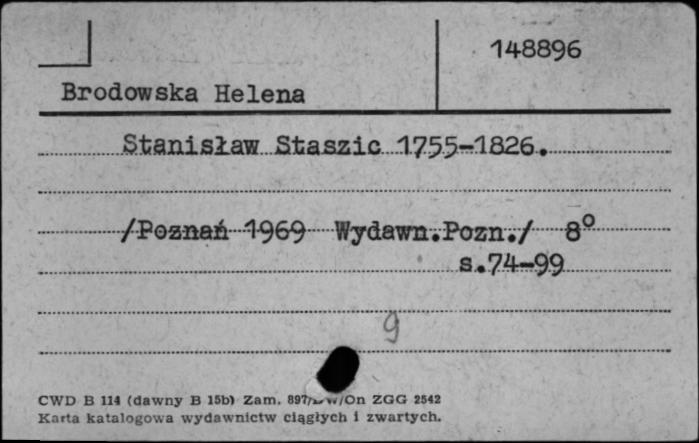 148896
Brodowska Helena
Stanisław Staszic 1755-1826.
/Poznań 1969 Wydawn.Pozn./ 8°
s.74-99
9
CWD B 114 (dawny B 15b) Zam. 897/ /On ZGG 2542
Karta katalogowa wydawnictw ciągłych i zwartych.